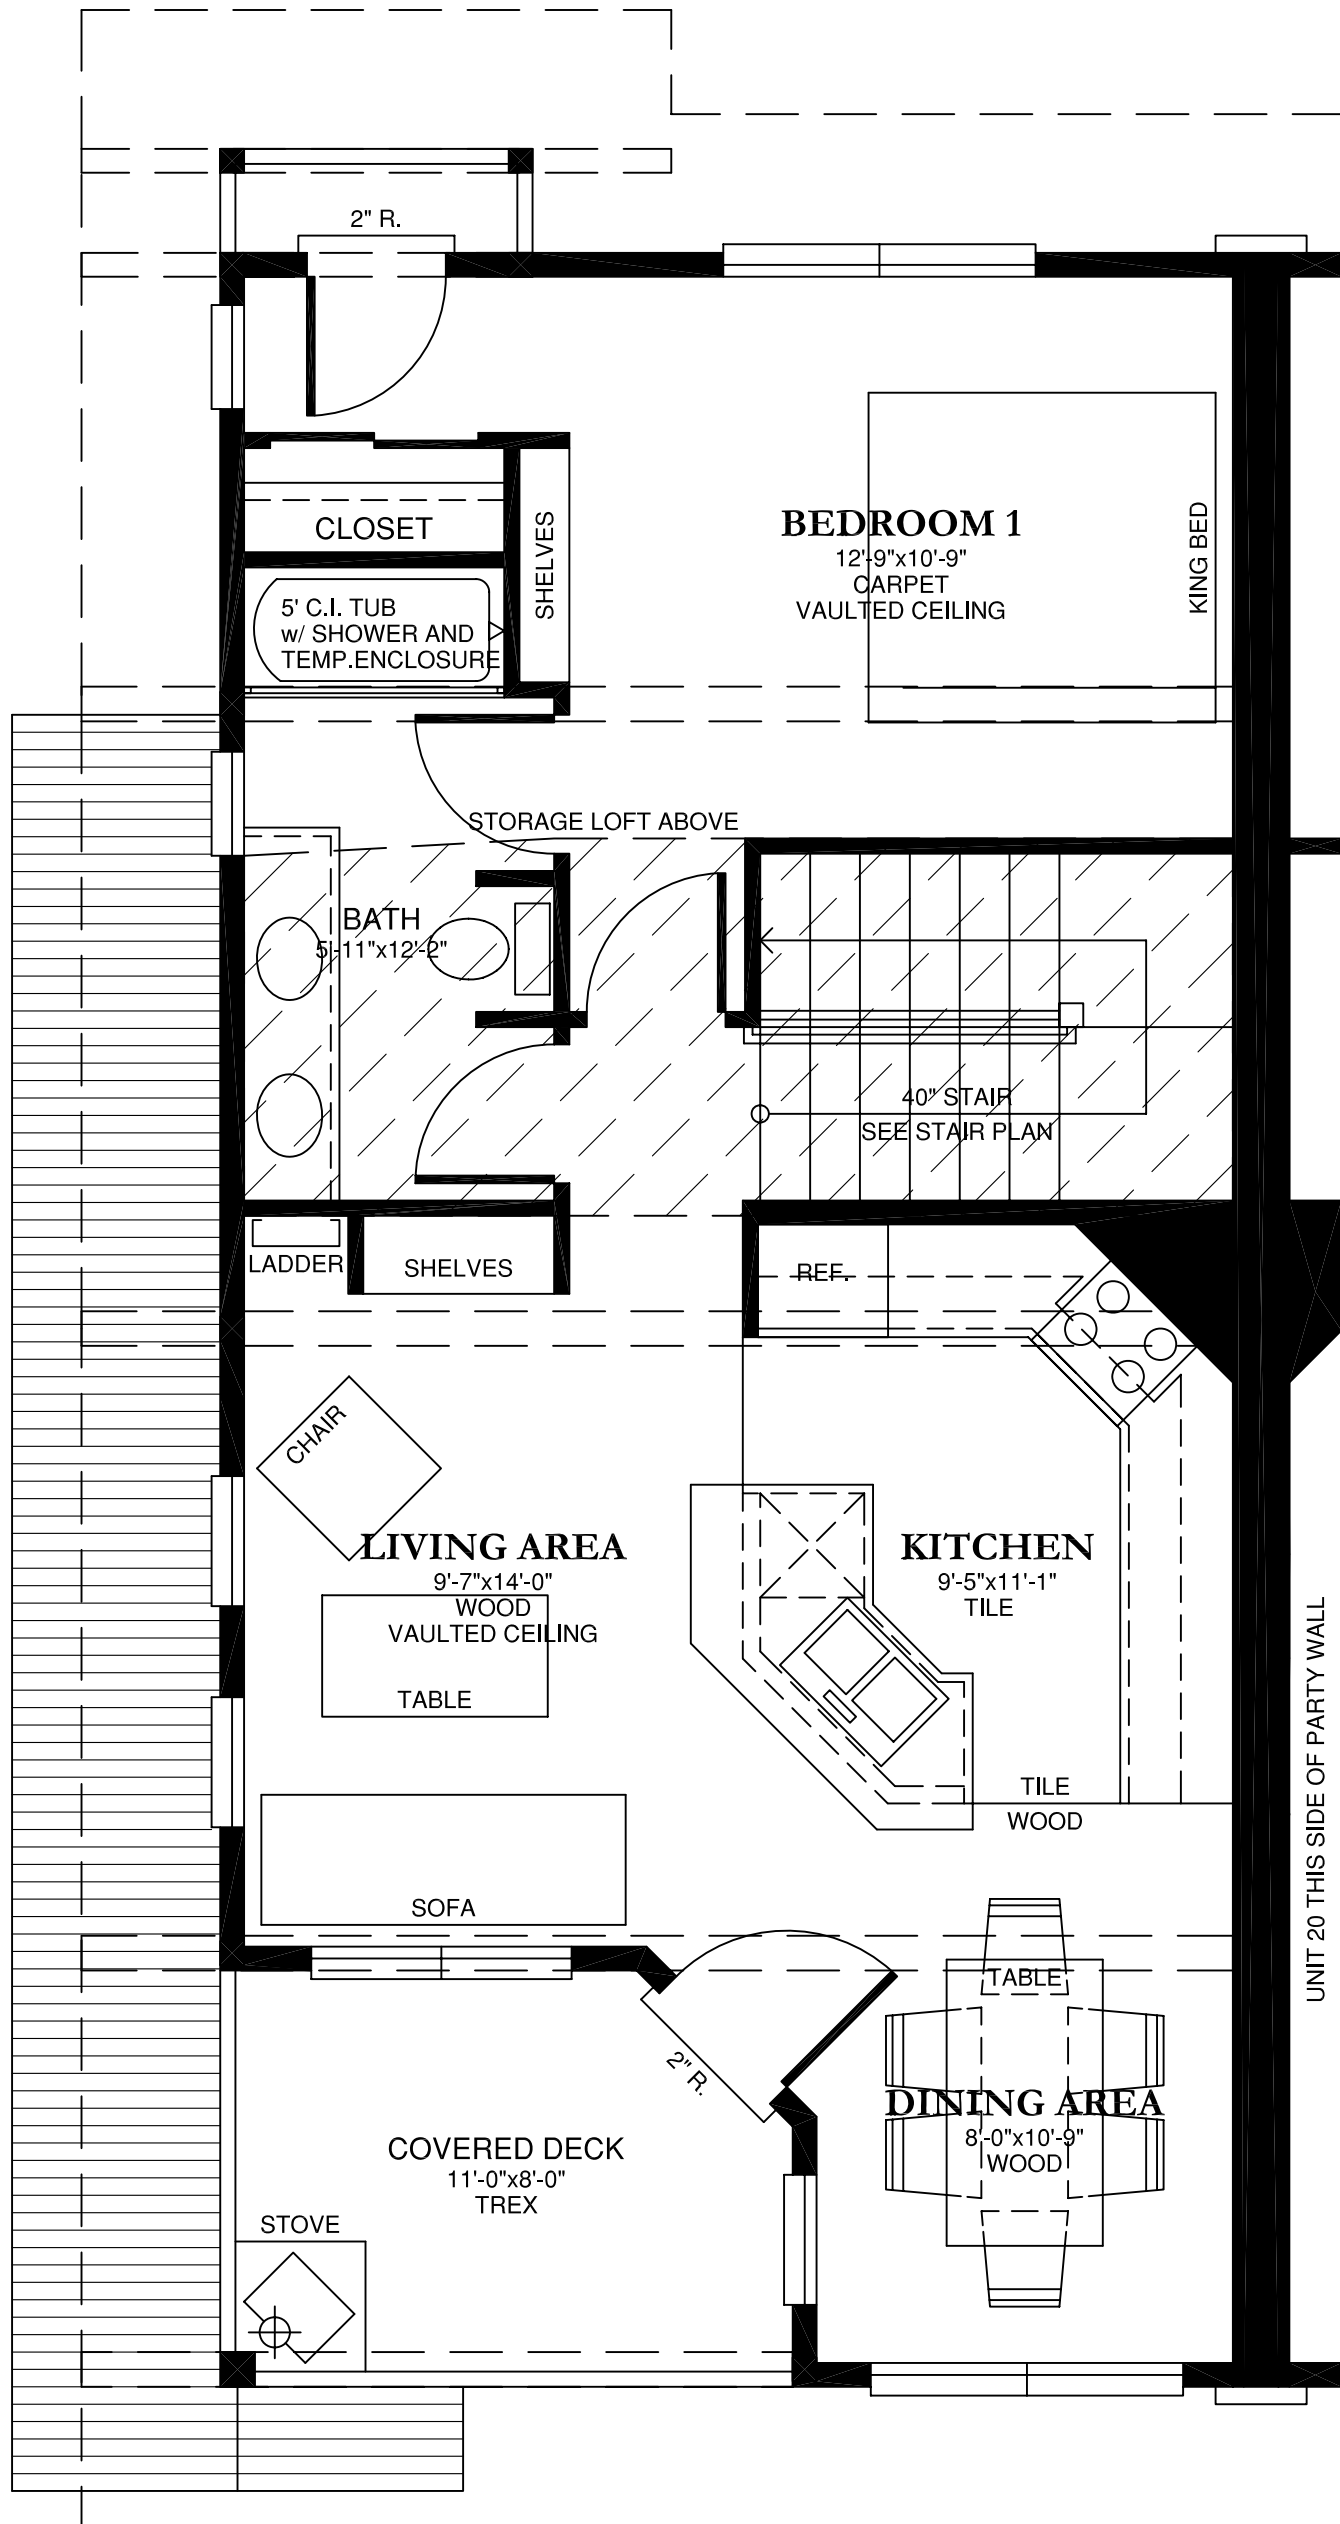 2" R.
CLOSET
SHELVES
BEDROOM 1
12'-9"x10'-9"
CARPET
VAULTED CEILING
KING BED
5' C.I. TUB
w/ SHOWER AND
TEMP.ENCLOSURE
STORAGE LOFT ABOVE
BATH
5'-11"x12'-2"
40" STAIR
SEE STAIR PLAN
LADDER
SHELVES
REF.
CHAIR
LIVING AREA
9'-7"x14'-0"
WOOD
VAULTED CEILING
TABLE
KITCHEN
9'-5"x11'-1"
TILE
TILE
WOOD
SOFA
UNIT 20 THIS SIDE OF PARTY WALL
TABLE
2" R.
DINING AREA
8'-0"x10'-9"
WOOD
COVERED DECK
11'-0"x8'-0"
TREX
STOVE